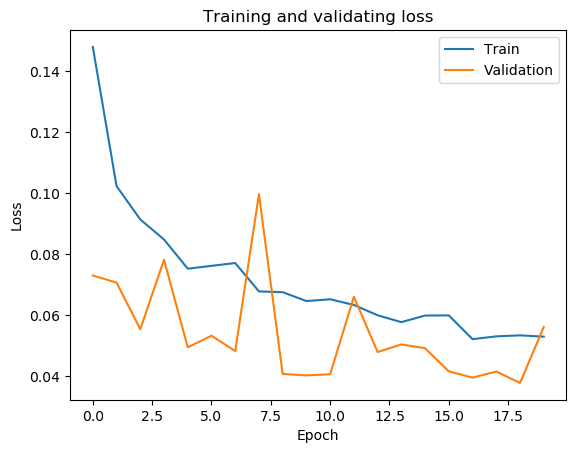 Training and validating loss
Train
Validation
0.14
0.12
0.10
0.08
0.06
0.04
Loss
0.0 2.5 5.0 7.5 10.0 12.5 15.0 17.5
Epoch